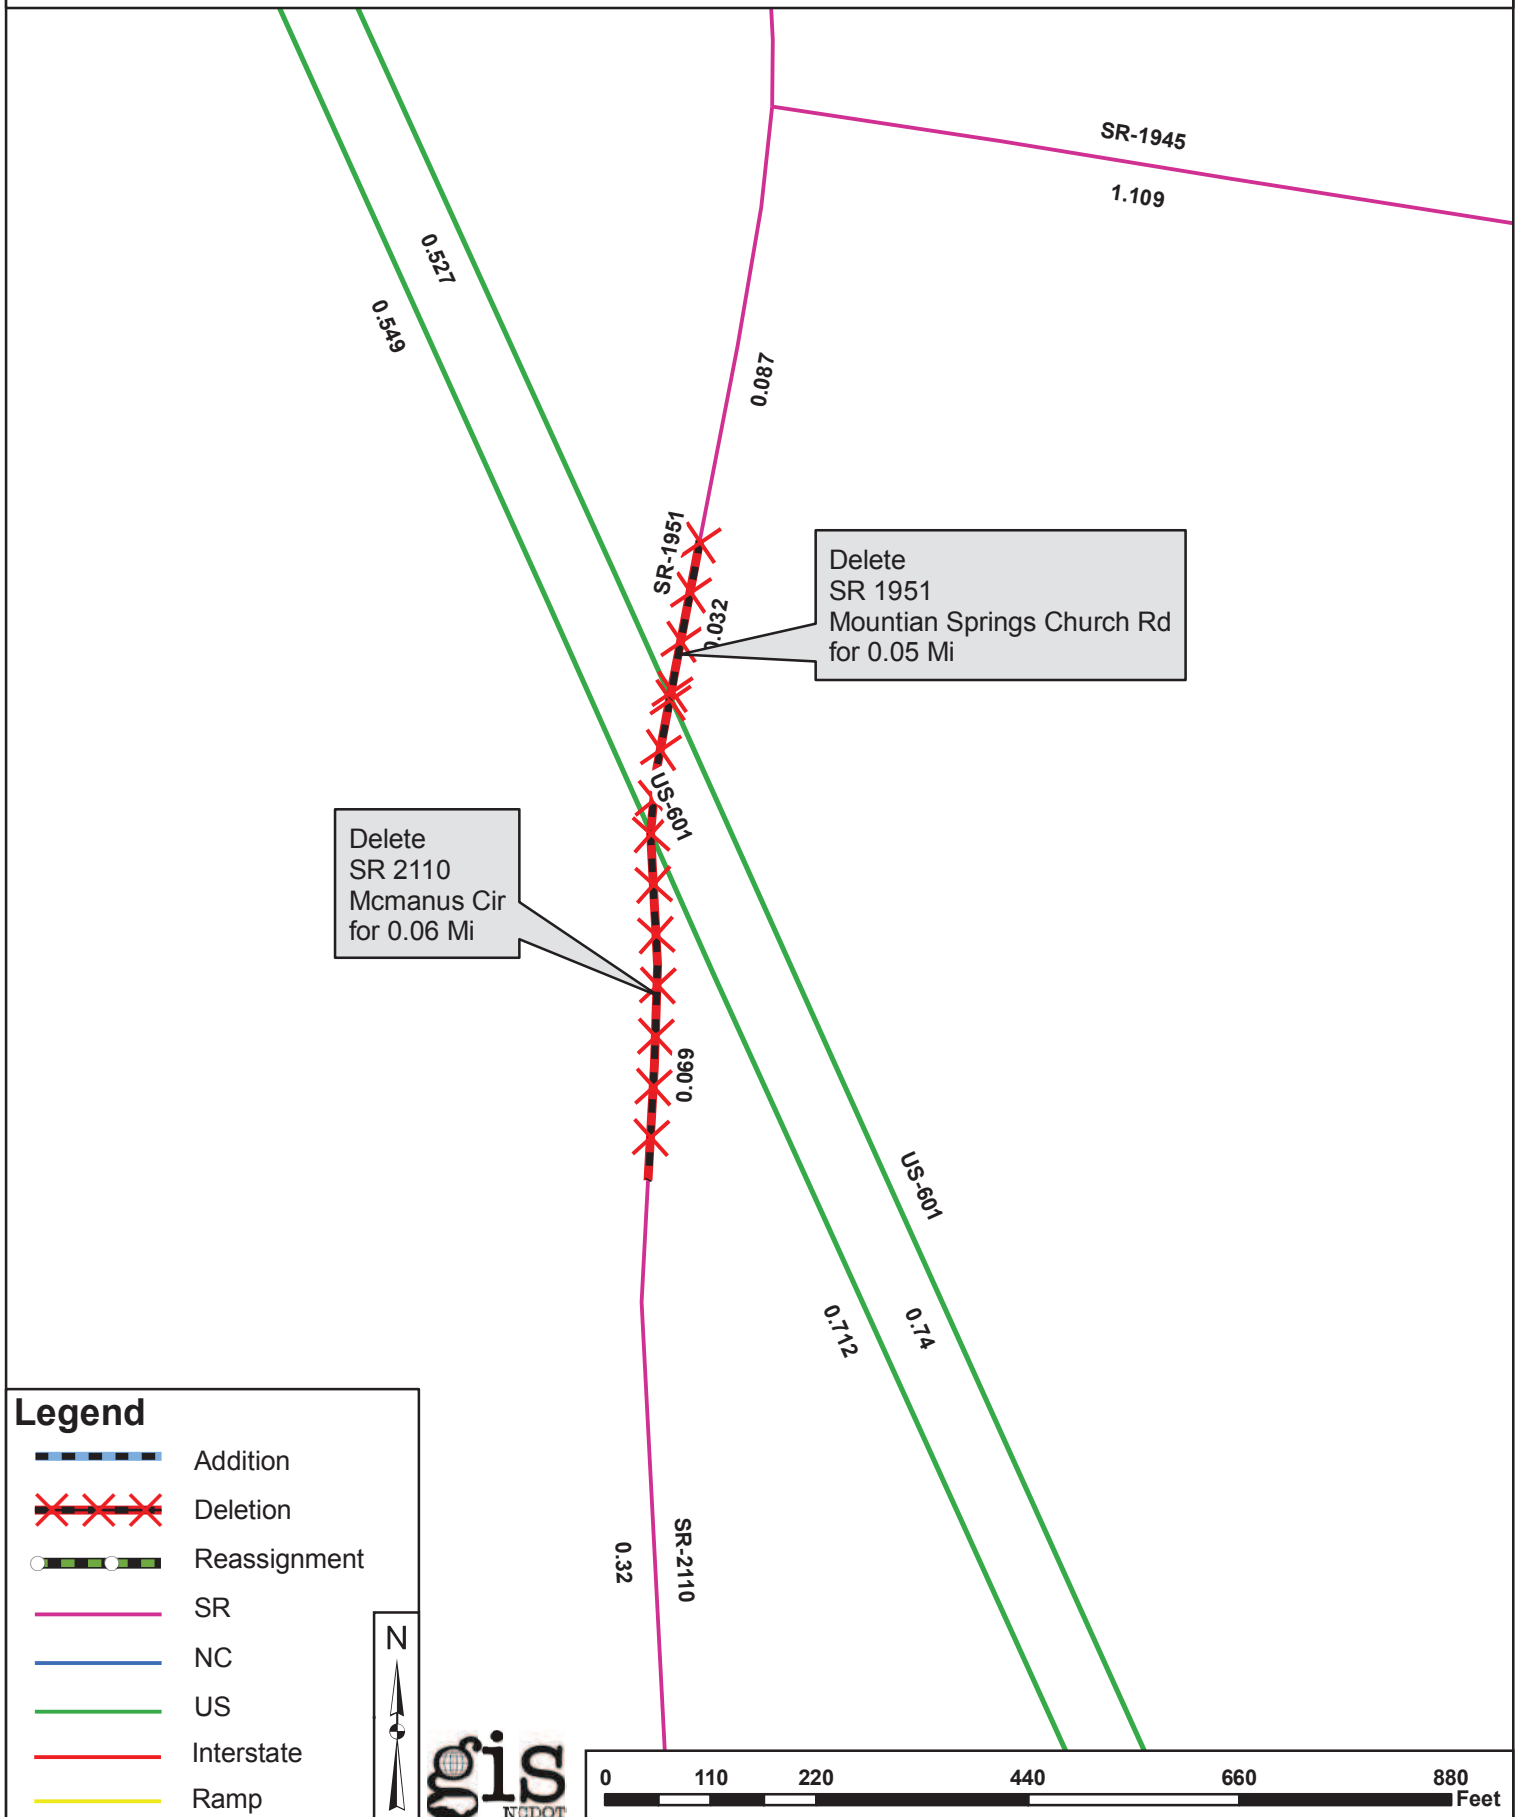 SR-1945
1.109
0.527
0.549
0.087
SR-1951
0.032
Delete
SR 1951
Mountian Springs Church Rd
for 0.05 Mi
US-601
Delete
SR 2110
Mcmanus Cir
for 0.06 Mi
0.069
US-601
0.712
0.74
SR-2110
0.32
Legend
Addition
Deletion
Reassignment
SR
NC
US
Interstate
Ramp
N
gis
NCDOT
0 110 220 440 660 880
Feet